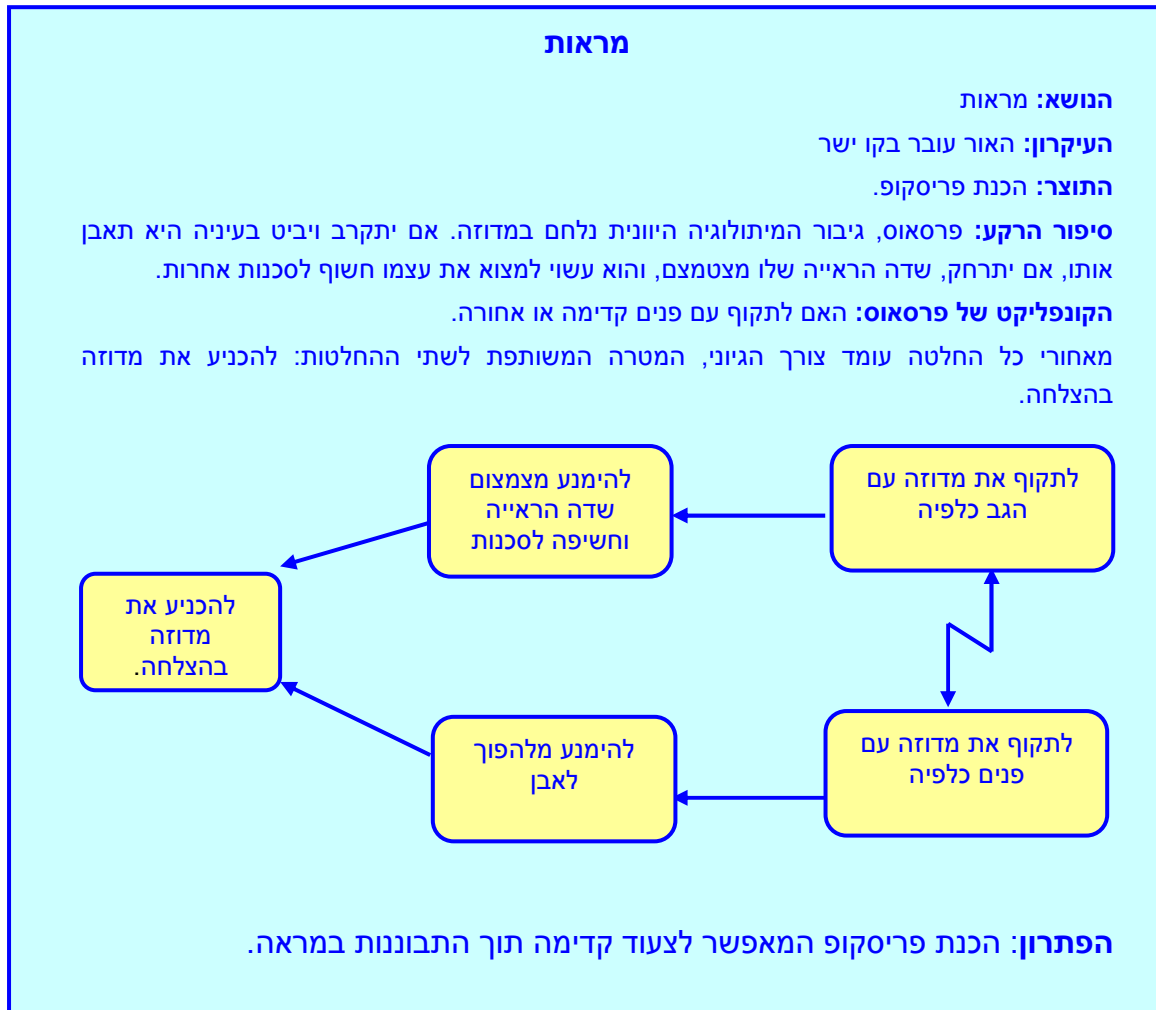 מראות
הנושא: מראות
העיקרון: האור עובר בקו ישר
התוצר: הכנת פריסקופ.
סיפור הרקע: פרסאוס, גיבור המיתולוגיה היוונית נלחם במדוזה. אם יתקרב ויביט בעיניה היא תאבן
אותו, אם יתרחק, שדה הראייה שלו מצטמצם, והוא עשוי למצוא את עצמו חשוף לסכנות אחרות.
הקונפליקט של פרסאוס: האם לתקוף עם פנים קדימה או אחורה.
מאחורי כל החלטה עומד צורך הגיוני, המטרה המשותפת לשתי ההחלטות: להכניע את מדוזה
בהצלחה.
לתקוף את מדוזה עם
הגב כלפיה
להימנע מצמצום
שדה הראייה
וחשיפה לסכנות
להכניע את
מדוזה
בהצלחה.
לתקוף את מדוזה עם
פנים כלפיה
להימנע מלהפוך
לאבן
הפתרון: הכנת פריסקופ המאפשר לצעוד קדימה תוך התבוננות במראה.